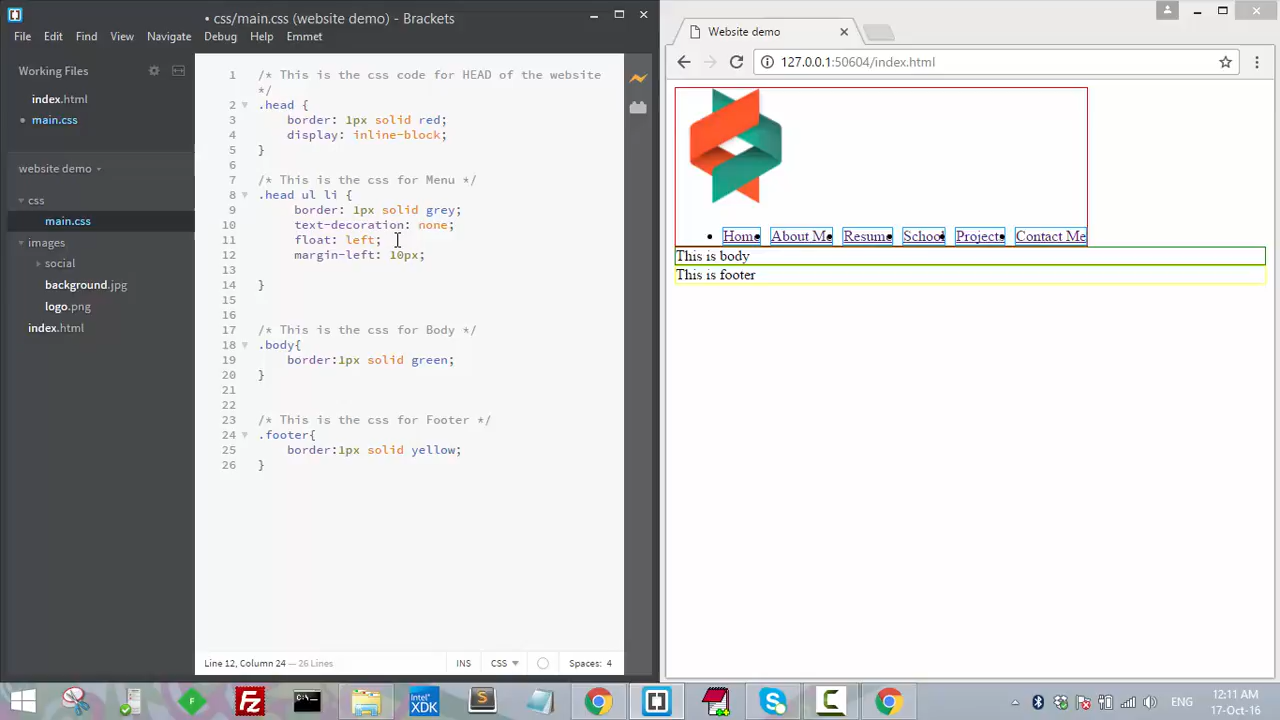 • css/main.css (website demo) - Brackets
File Edit Find View Navigate Debug Help Emmet
Working Files
index.html
• main.css
website demo
css
main.css
images
social
background.jpg
logo.png
index.html
1 /* This is the css code for HEAD of the website
*/
2 .head {
3 border: 1px solid red;
4 display: inline-block;
5 }
6
7 /* This is the css for Menu */
8 .head ul li {
9 border: 1px solid grey;
10 text-decoration: none;
11 float: left;
12 margin-left: 10px;
13
14 }
15
16
17 /* This is the css for Body */
18 .body{
19 border:1px solid green;
20 }
21
22
23 /* This is the css for Footer */
24 .footer{
25 border:1px solid yellow;
26 }
Line 12, Column 24 — 26 Lines
INS CSS Spaces: 4
Website demo
127.0.0.1:50604/index.html
• Home • About Me • Resume • School • Projects • Contact Me
This is body
This is footer
Intel XDK
ENG
12:11 AM
17-Oct-16